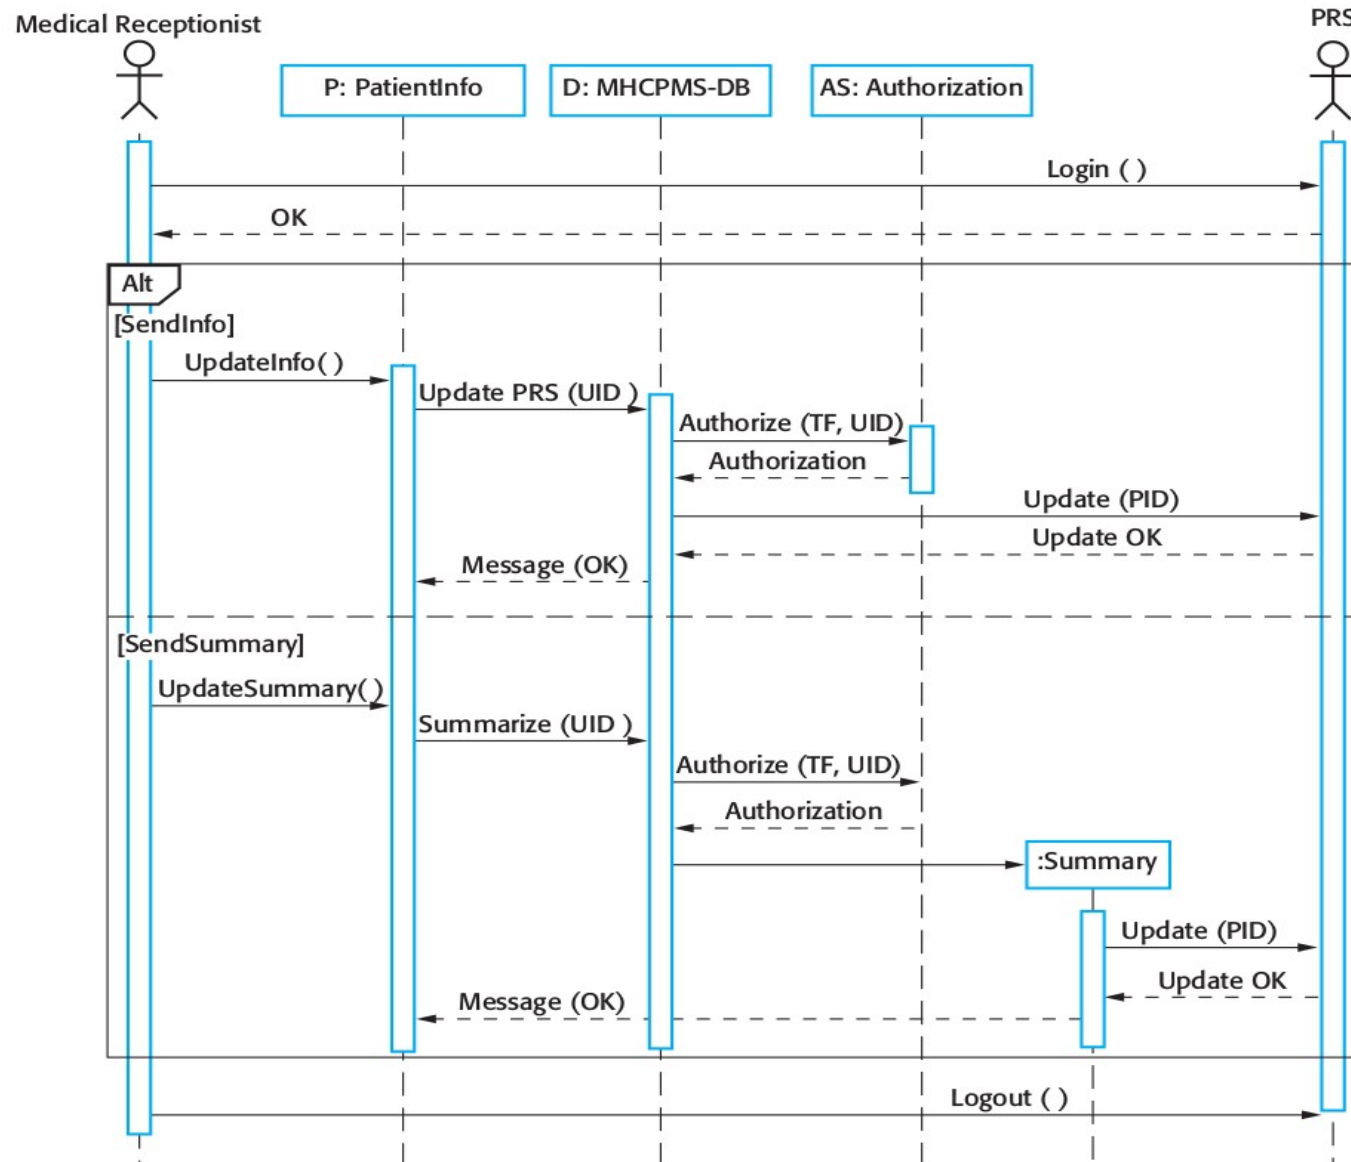 Medical Receptionist
PRS
P: PatientInfo
D: MHCPMS-DB
AS: Authorization
Login ( )
OK
Alt
[SendInfo]
UpdateInfo( )
Update PRS (UID )
Authorize (TF, UID)
Authorization
Update (PID)
Update OK
Message (OK)
[SendSummary]
UpdateSummary( )
Summarize (UID )
Authorize (TF, UID)
Authorization
:Summary
Update (PID)
Update OK
Message (OK)
Logout ( )